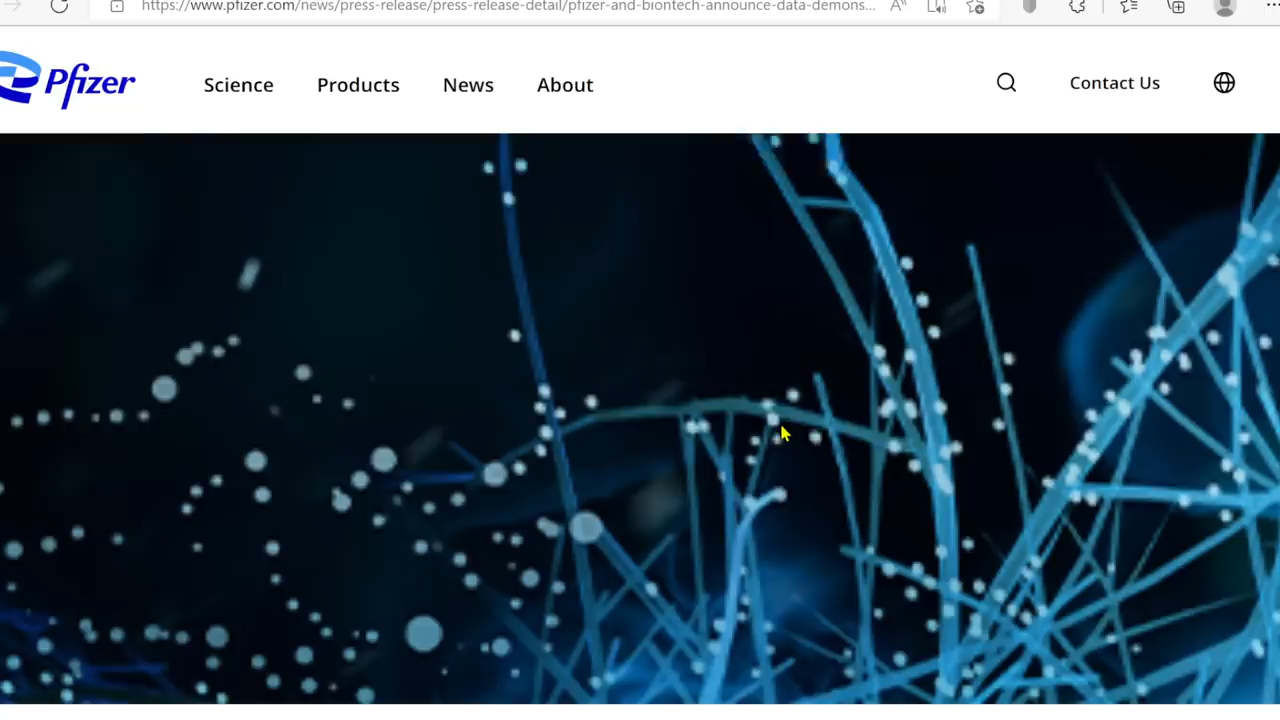 https://www.pfizer.com/news/press-release/press-release-detail/pfizer-and-biontech-announce-data-demons...
Pfizer Science Products News About Contact Us